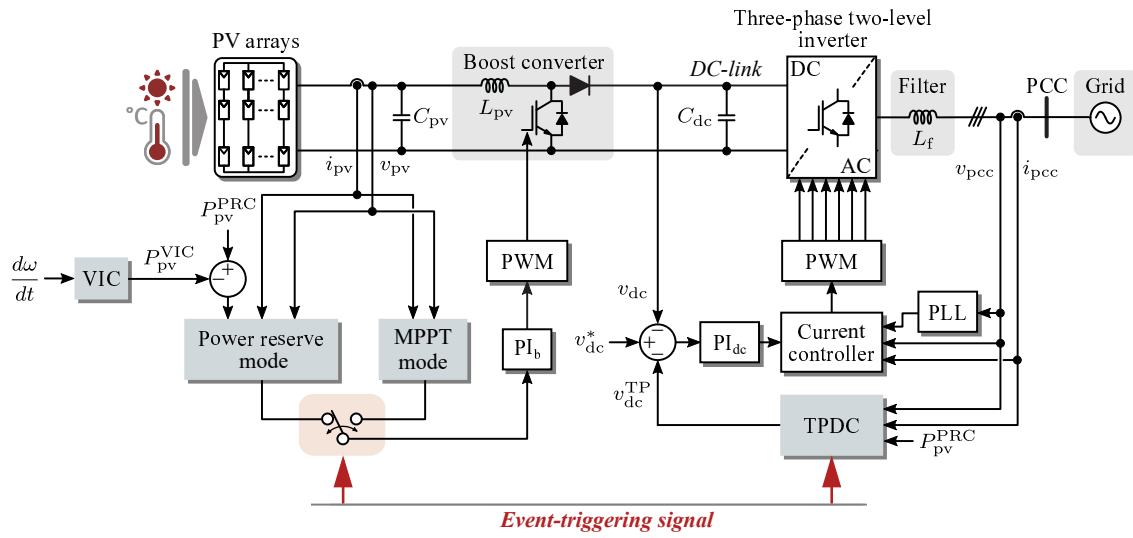 Three-phase two-level
inverter
PV arrays
Boost converter
DC-link
DC
AC
Filter
PCC
Grid
°C
L_pv
C_pv
C_dc
L_f
i_pv
v_pv
v_pcc
i_pcc
P_pv^PRC
dω
dt
VIC
P_pv^VIC
+
−
PWM
PWM
v_dc
Power reserve
mode
MPPT
mode
PI_b
v_dc^*
+
−
−
PI_dc
Current
controller
PLL
v_dc^TP
TPDC
P_pv^PRC
Event-triggering signal